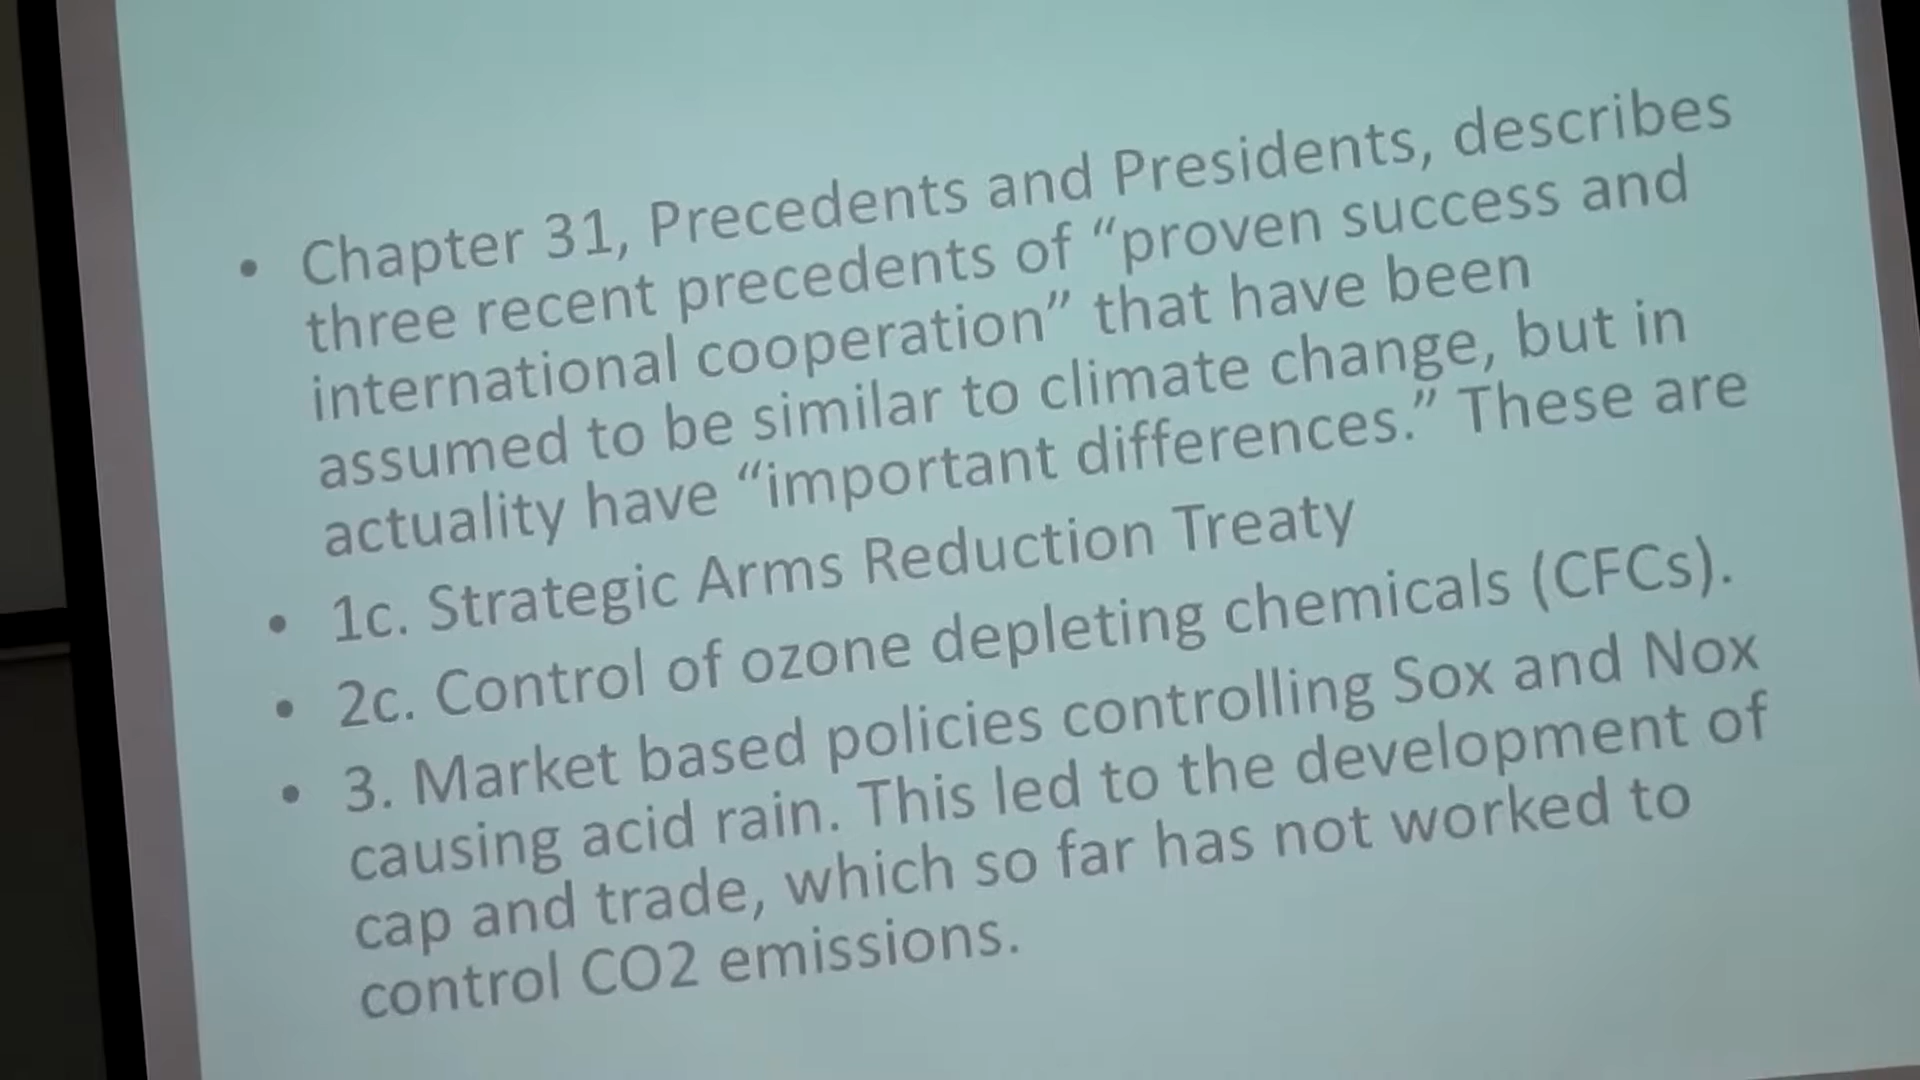 • Chapter 31, Precedents and Presidents, describes
three recent precedents of “proven success and
international cooperation” that have been
assumed to be similar to climate change, but in
actuality have “important differences.” These are
• 1c. Strategic Arms Reduction Treaty
• 2c. Control of ozone depleting chemicals (CFCs).
• 3. Market based policies controlling Sox and Nox
causing acid rain. This led to the development of
cap and trade, which so far has not worked to
control CO2 emissions.